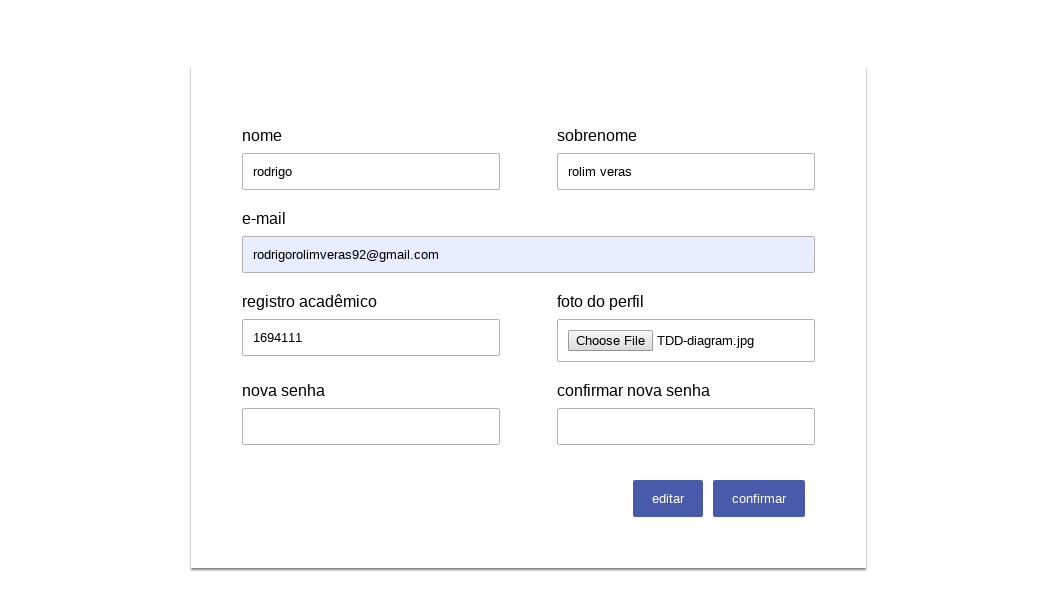 nome
sobrenome
rodrigo
rolim veras
e-mail
rodrigorolimveras92@gmail.com
registro acadêmico
foto do perfil
1694111
Choose File TDD-diagram.jpg
nova senha
confirmar nova senha
editar
confirmar